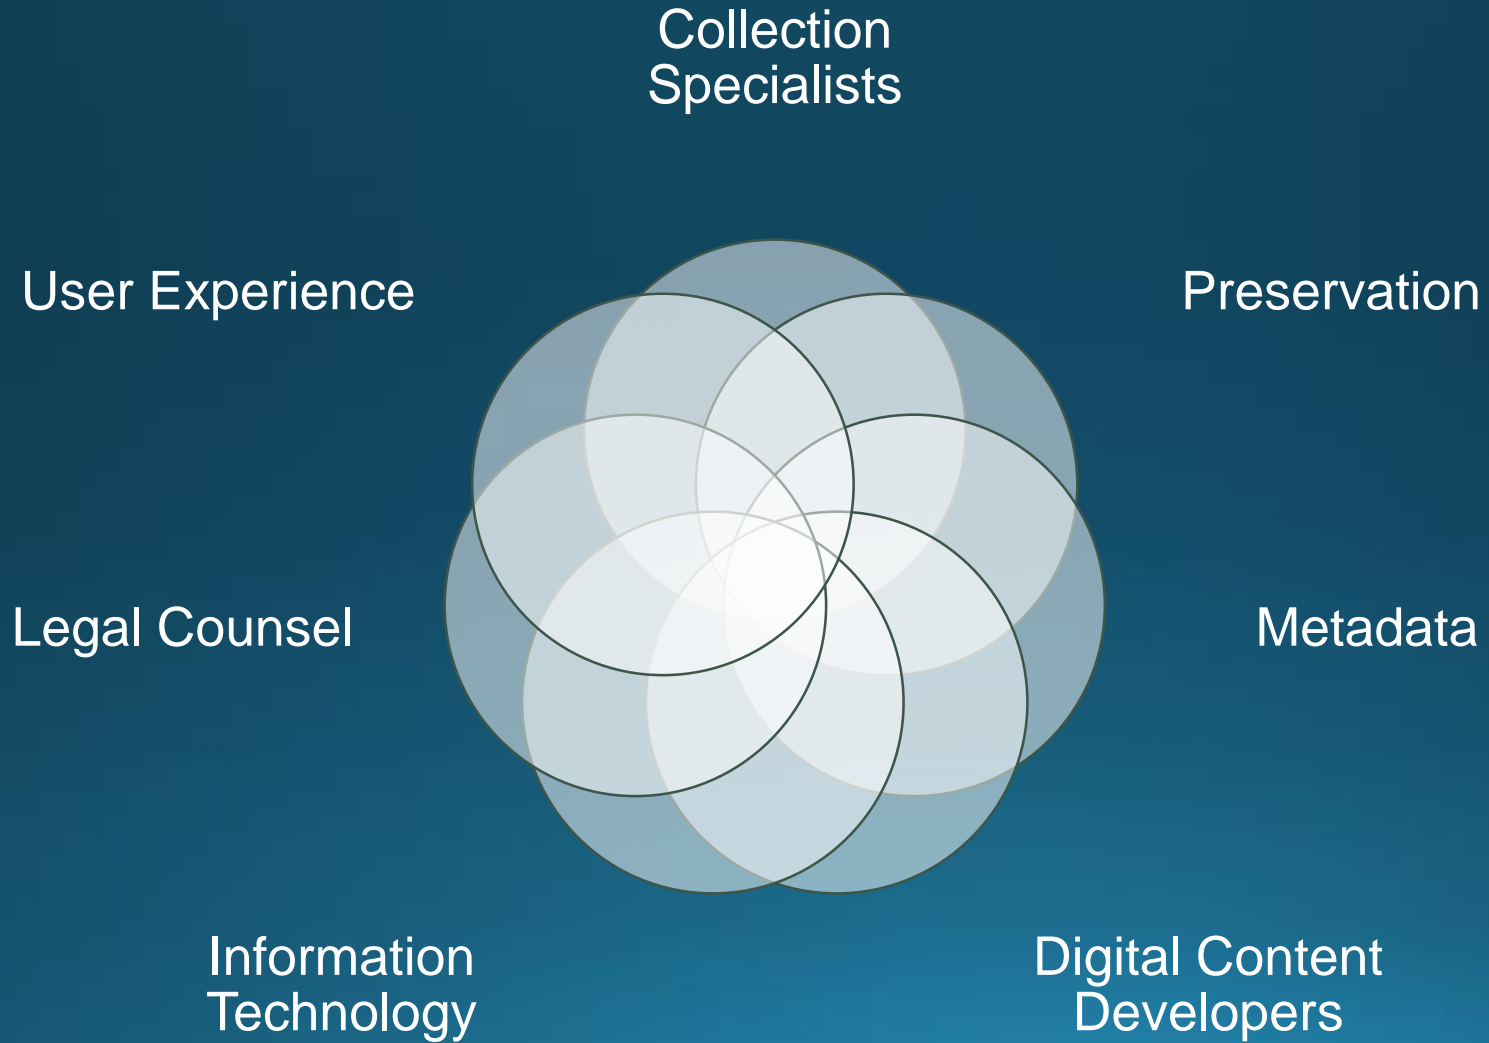 Collection
Specialists
User Experience
Preservation
Legal Counsel
Metadata
Information
Technology
Digital Content
Developers